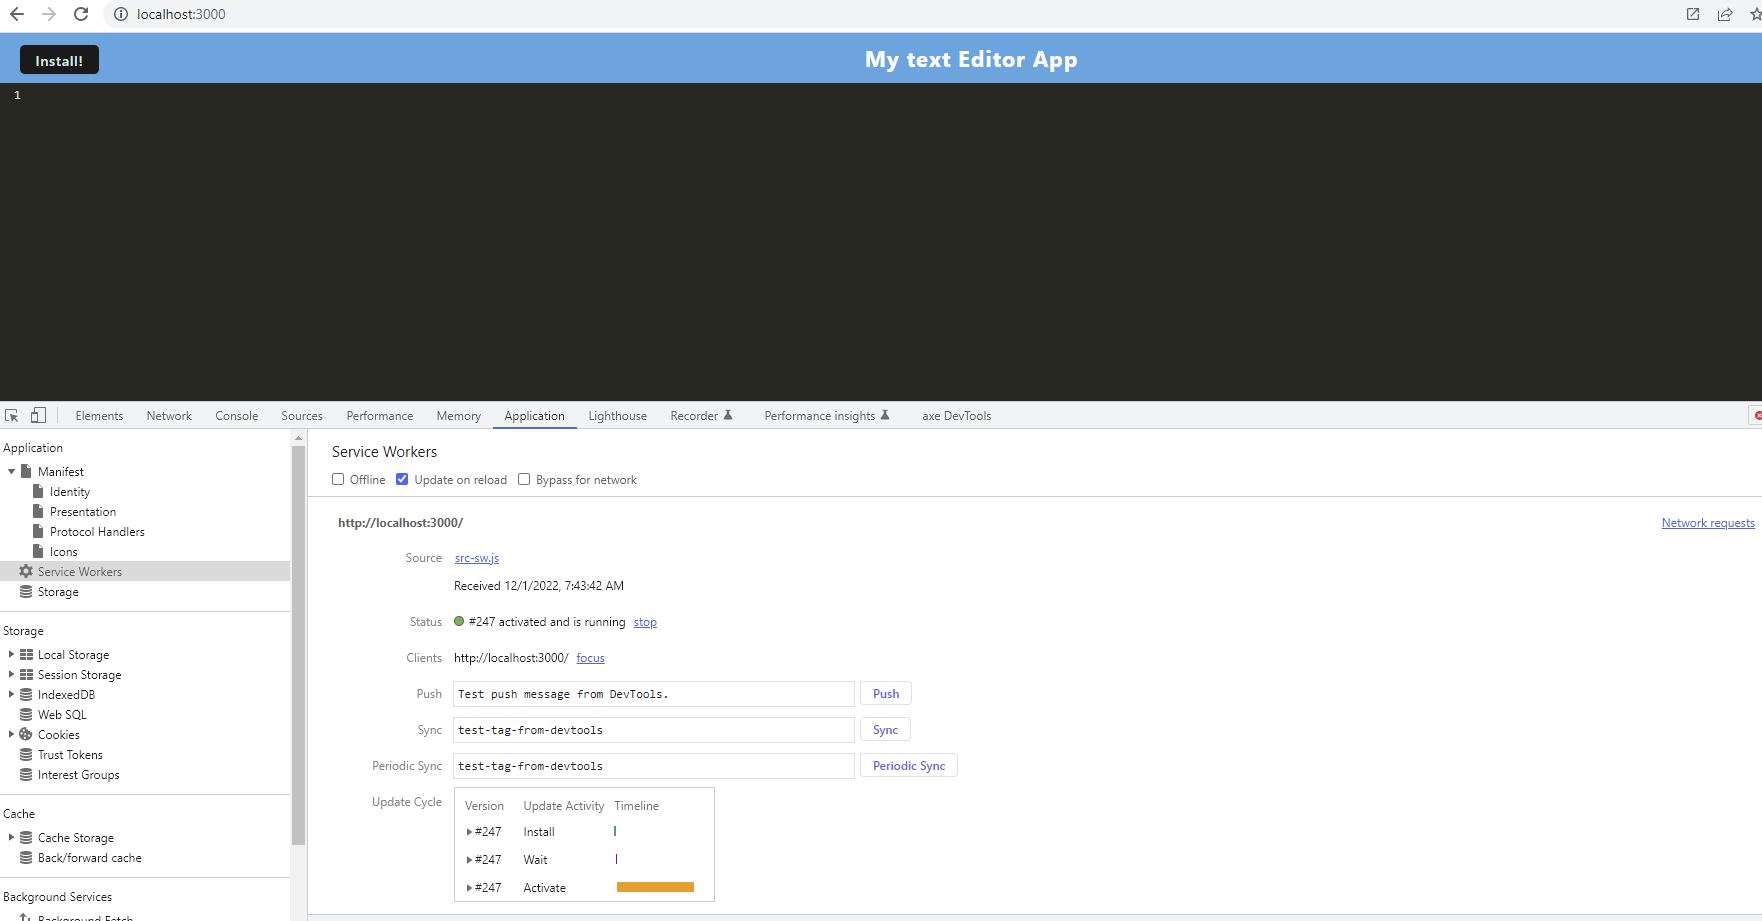 localhost:3000
Install!
My text Editor App
1
Elements Network Console Sources Performance Memory Application Lighthouse Recorder Performance insights axe DevTools
Application
Manifest
Identity
Presentation
Protocol Handlers
Icons
Service Workers
Storage
Storage
Local Storage
Session Storage
IndexedDB
Web SQL
Cookies
Trust Tokens
Interest Groups
Cache
Cache Storage
Back/forward cache
Background Services
Background Fetch
Service Workers
Offline Update on reload Bypass for network
http://localhost:3000/ Network requests
Source src-sw.js
Received 12/1/2022, 7:43:42 AM
Status #247 activated and is running stop
Clients http://localhost:3000/ focus
Push Test push message from DevTools. Push
Sync test-tag-from-devtools Sync
Periodic Sync test-tag-from-devtools Periodic Sync
Update Cycle Version Update Activity Timeline
#247 Install
#247 Wait
#247 Activate